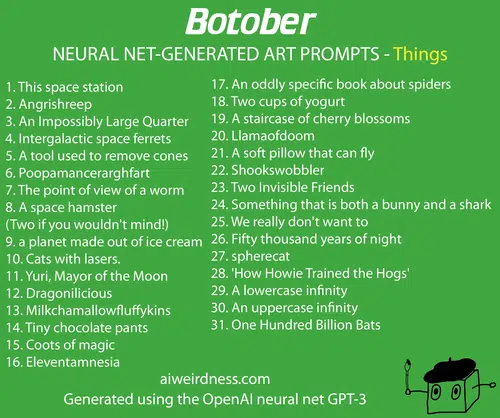 Botober
NEURAL NET-GENERATED ART PROMPTS - Things
1. This space station
2. Angrishreep
3. An Impossibly Large Quarter
4. Intergalactic space ferrets
5. A tool used to remove cones
6. Poopamancerarghfart
7. The point of view of a worm
8. A space hamster
(Two if you wouldn't mind!)
9. a planet made out of ice cream
10. Cats with lasers.
11. Yuri, Mayor of the Moon
12. Dragonilicious
13. Milkchamallowfluffykins
14. Tiny chocolate pants
15. Coots of magic
16. Eleventamnesia
17. An oddly specific book about spiders
18. Two cups of yogurt
19. A staircase of cherry blossoms
20. Llamaofdoom
21. A soft pillow that can fly
22. Shookswobbler
23. Two Invisible Friends
24. Something that is both a bunny and a shark
25. We really don't want to
26. Fifty thousand years of night
27. spherecat
28. 'How Howie Trained the Hogs'
29. A lowercase infinity
30. An uppercase infinity
31. One Hundred Billion Bats
aiweirdness.com
Generated using the OpenAI neural net GPT-3